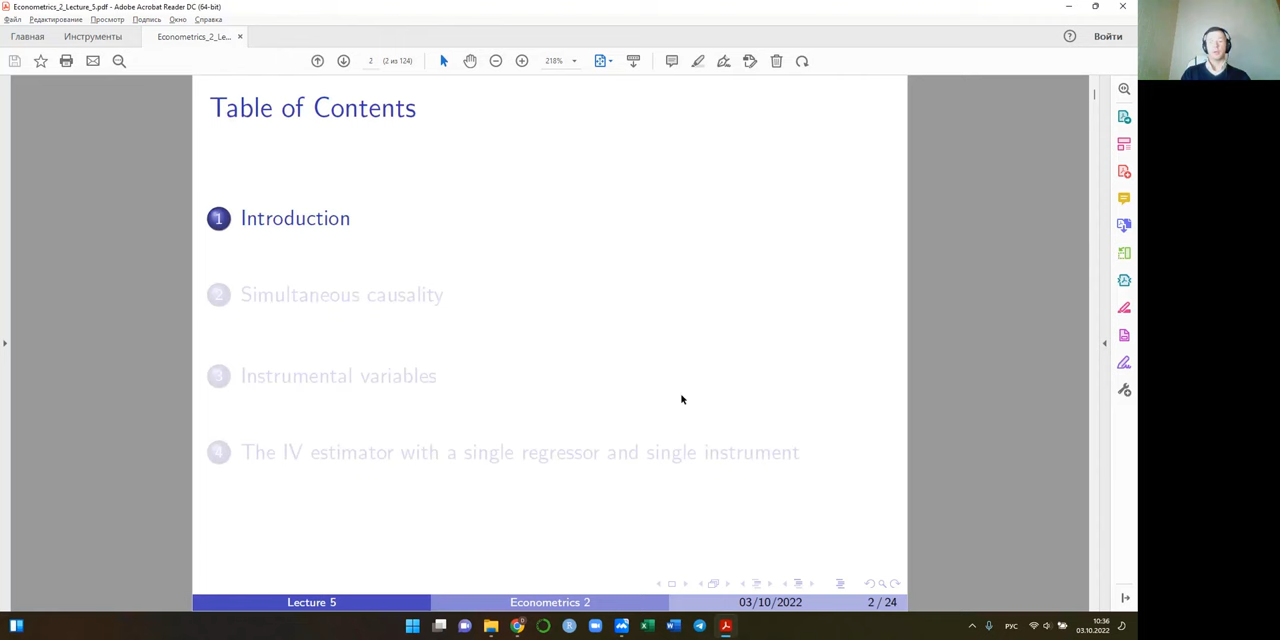 Econometrics_2_Lecture_5.pdf - Adobe Acrobat Reader DC (64-bit)
Файл Редактирование Просмотр Подпись Окно Справка
Главная Инструменты Econometrics_2_Le... × Войти
2 (2 из 124) 218%
Table of Contents
1 Introduction
2 Simultaneous causality
3 Instrumental variables
4 The IV estimator with a single regressor and single instrument
Lecture 5 Econometrics 2 03/10/2022 2 / 24
РУС 10:36
03.10.2022